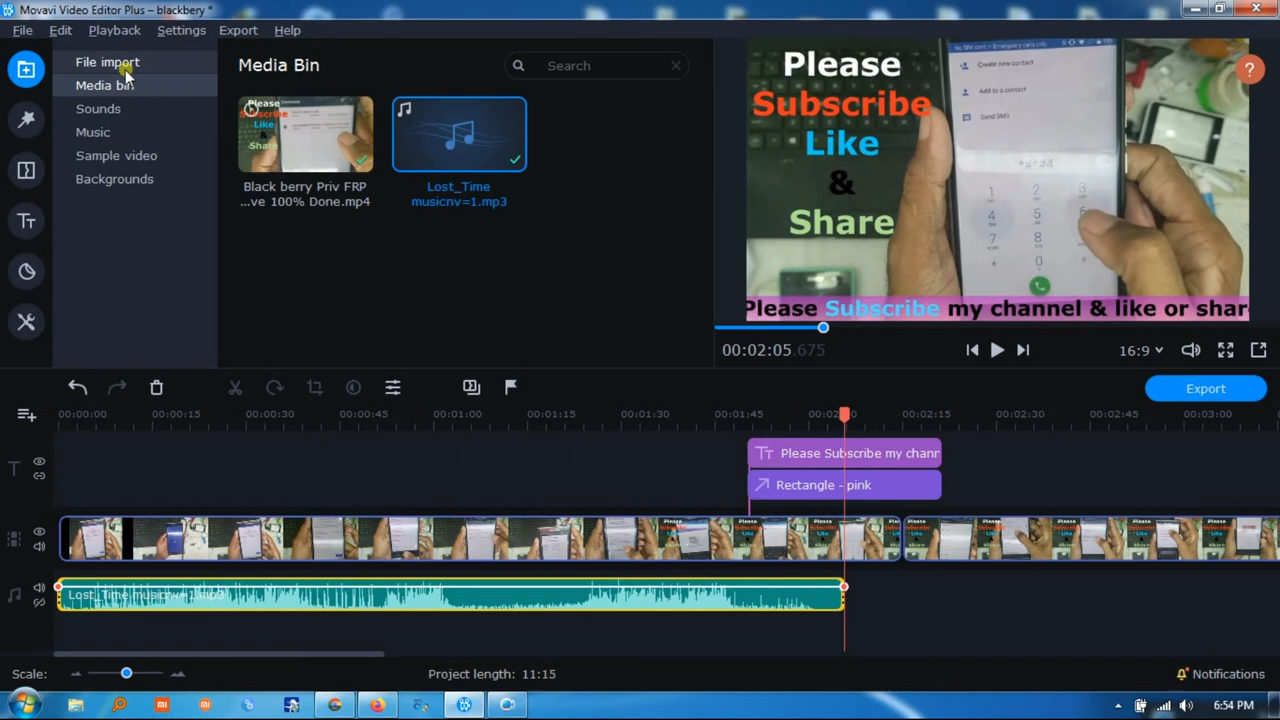 Movavi Video Editor Plus – blackbery *
File Edit Playback Settings Export Help
File import
Media bin
Sounds
Music
Sample video
Backgrounds
Media Bin
Search
Please
Subscribe
Like
&
Share
Black berry Priv FRP
...ve 100% Done.mp4
Lost_Time
musicnv=1.mp3
Please
Subscribe
Like
&
Share
No SIM card – Emergency calls only
Create new contact
Add to a contact
Send SMS
*#*#4
1 2 3
4 5 6
7 8 9
* 0 #
Please Subscribe my channel & like or shar
?
00:02:05.675
16:9
Export
00:00:00 00:00:15 00:00:30 00:00:45 00:01:00 00:01:15 00:01:30 00:01:45 00:02:15 00:02:30 00:02:45 00:03:00
Please Subscribe my chann
Rectangle - pink
Lost_Time musicnv=1.mp3
Scale:
Project length: 11:15
Notifications
6:54 PM